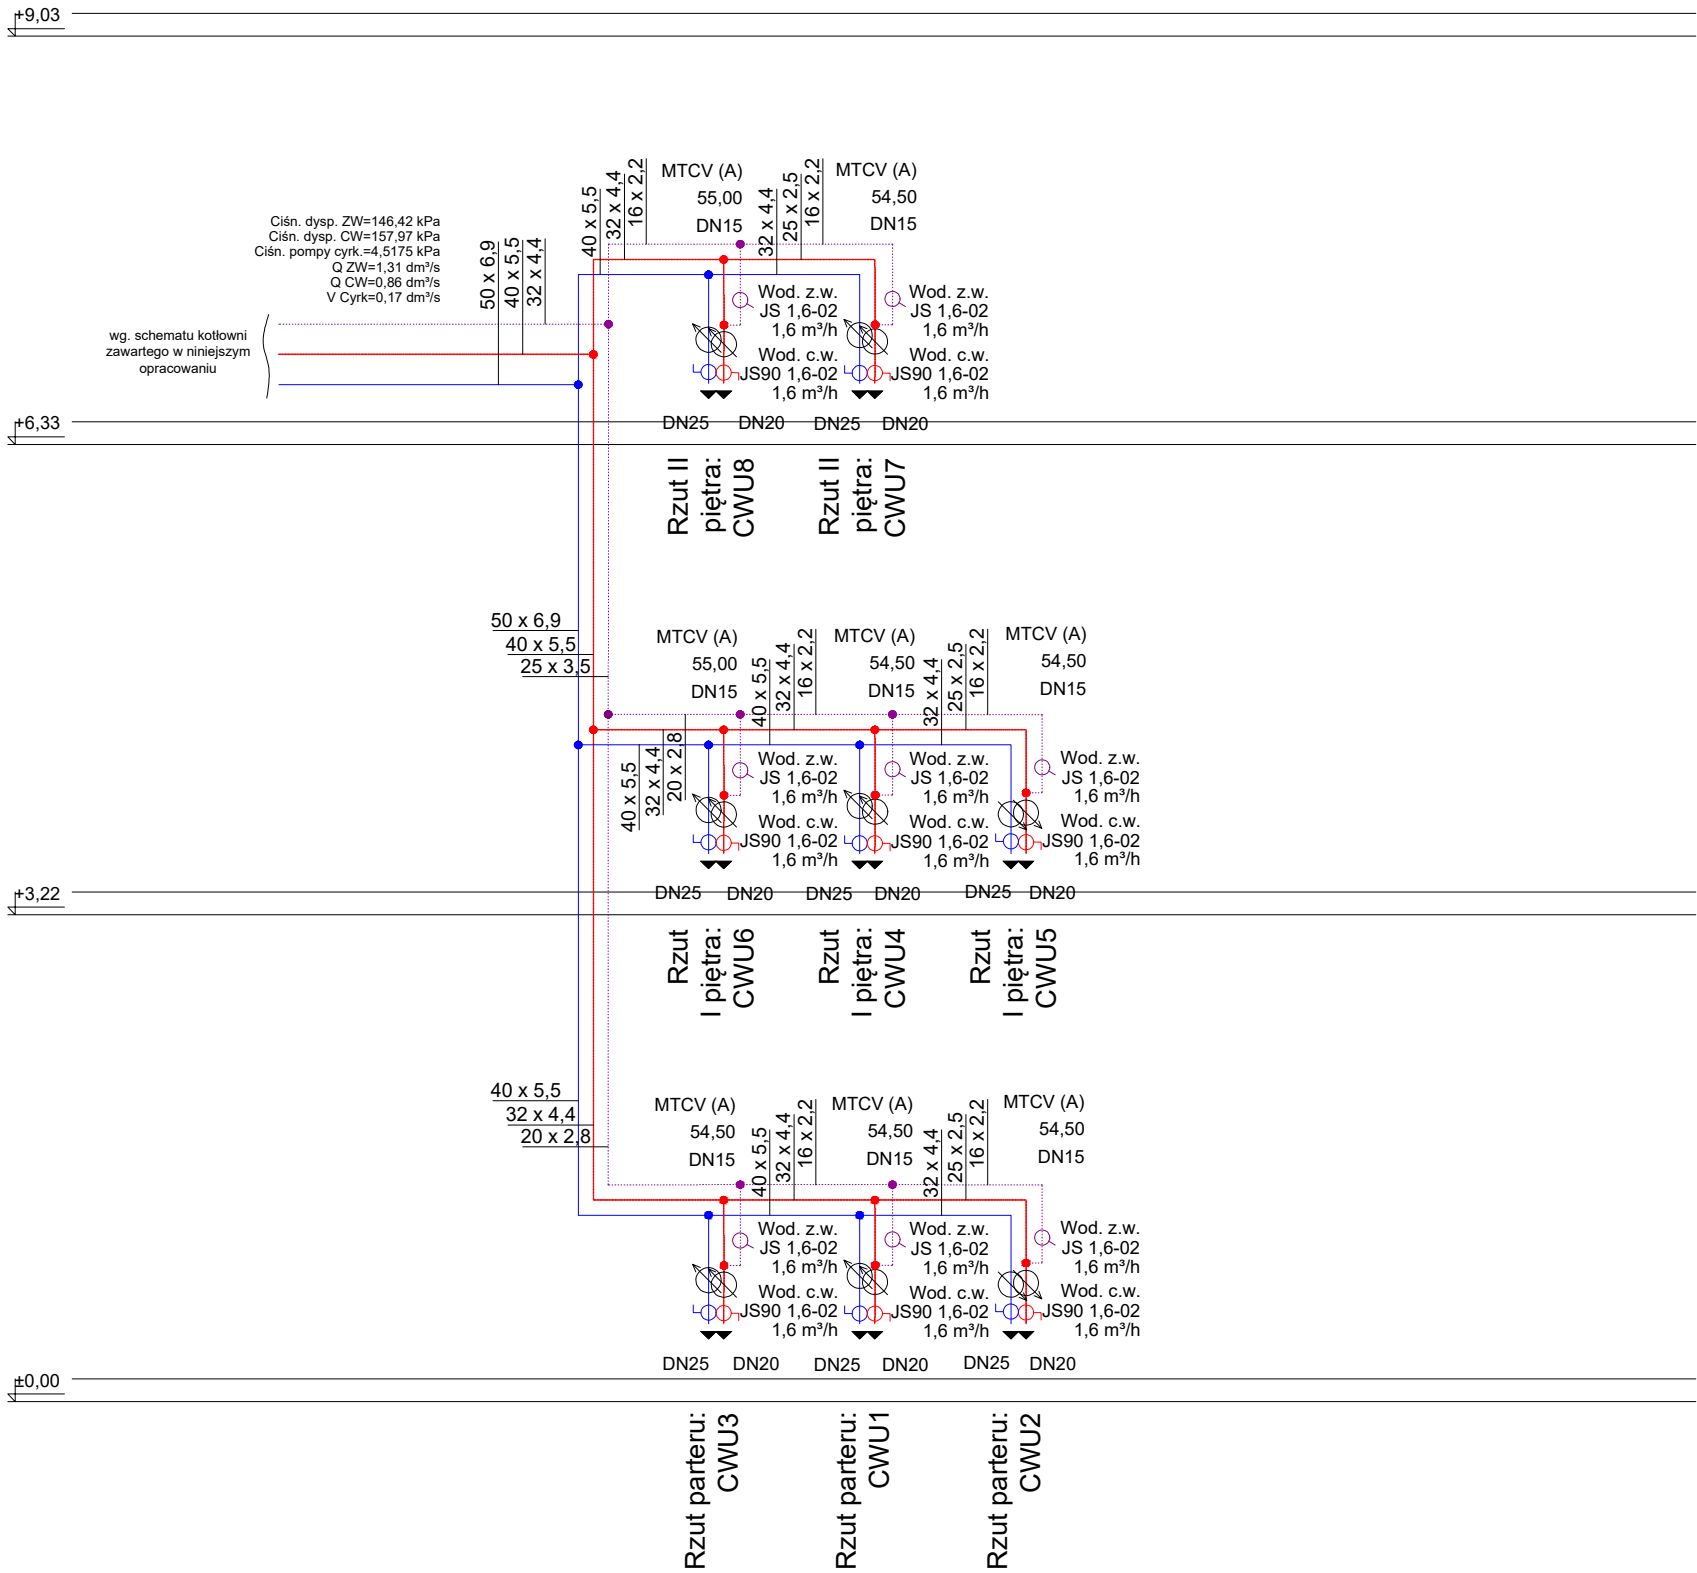 +9,03
Ciśn. dysp. ZW=146,42 kPa
Ciśn. dysp. CW=157,97 kPa
Ciśn. pompy cyrk.=4,5175 kPa
Q ZW=1,31 dm³/s
Q CW=0,86 dm³/s
V Cyrk=0,17 dm³/s
wg. schematu kotłowni
zawartego w niniejszym
opracowaniu
50 x 6,9
40 x 5,5
32 x 4,4
40 x 5,5
32 x 4,4
16 x 2,2
MTCV (A)
55,00
DN15
32 x 4,4
25 x 2,5
16 x 2,2
MTCV (A)
54,50
DN15
Wod. z.w.
JS 1,6-02
1,6 m³/h
Wod. c.w.
JS90 1,6-02
1,6 m³/h
Wod. z.w.
JS 1,6-02
1,6 m³/h
Wod. c.w.
JS90 1,6-02
1,6 m³/h
DN25
DN20
DN25
DN20
+6,33
Rzut II
piętra:
CWU8
Rzut II
piętra:
CWU7
50 x 6,9
40 x 5,5
25 x 3,5
MTCV (A)
55,00
DN15
40 x 5,5
32 x 4,4
16 x 2,2
MTCV (A)
54,50
DN15
32 x 4,4
25 x 2,5
16 x 2,2
MTCV (A)
54,50
DN15
40 x 5,5
32 x 4,4
20 x 2,8
Wod. z.w.
JS 1,6-02
1,6 m³/h
Wod. c.w.
JS90 1,6-02
1,6 m³/h
Wod. z.w.
JS 1,6-02
1,6 m³/h
Wod. c.w.
JS90 1,6-02
1,6 m³/h
Wod. z.w.
JS 1,6-02
1,6 m³/h
Wod. c.w.
JS90 1,6-02
1,6 m³/h
DN25
DN20
DN25
DN20
DN25
DN20
+3,22
Rzut
I piętra:
CWU6
Rzut
I piętra:
CWU4
Rzut
I piętra:
CWU5
40 x 5,5
32 x 4,4
20 x 2,8
MTCV (A)
54,50
DN15
40 x 5,5
32 x 4,4
16 x 2,2
MTCV (A)
54,50
DN15
32 x 4,4
25 x 2,5
16 x 2,2
MTCV (A)
54,50
DN15
Wod. z.w.
JS 1,6-02
1,6 m³/h
Wod. c.w.
JS90 1,6-02
1,6 m³/h
Wod. z.w.
JS 1,6-02
1,6 m³/h
Wod. c.w.
JS90 1,6-02
1,6 m³/h
Wod. z.w.
JS 1,6-02
1,6 m³/h
Wod. c.w.
JS90 1,6-02
1,6 m³/h
DN25
DN20
DN25
DN20
DN25
DN20
±0,00
Rzut parteru:
CWU3
Rzut parteru:
CWU1
Rzut parteru:
CWU2